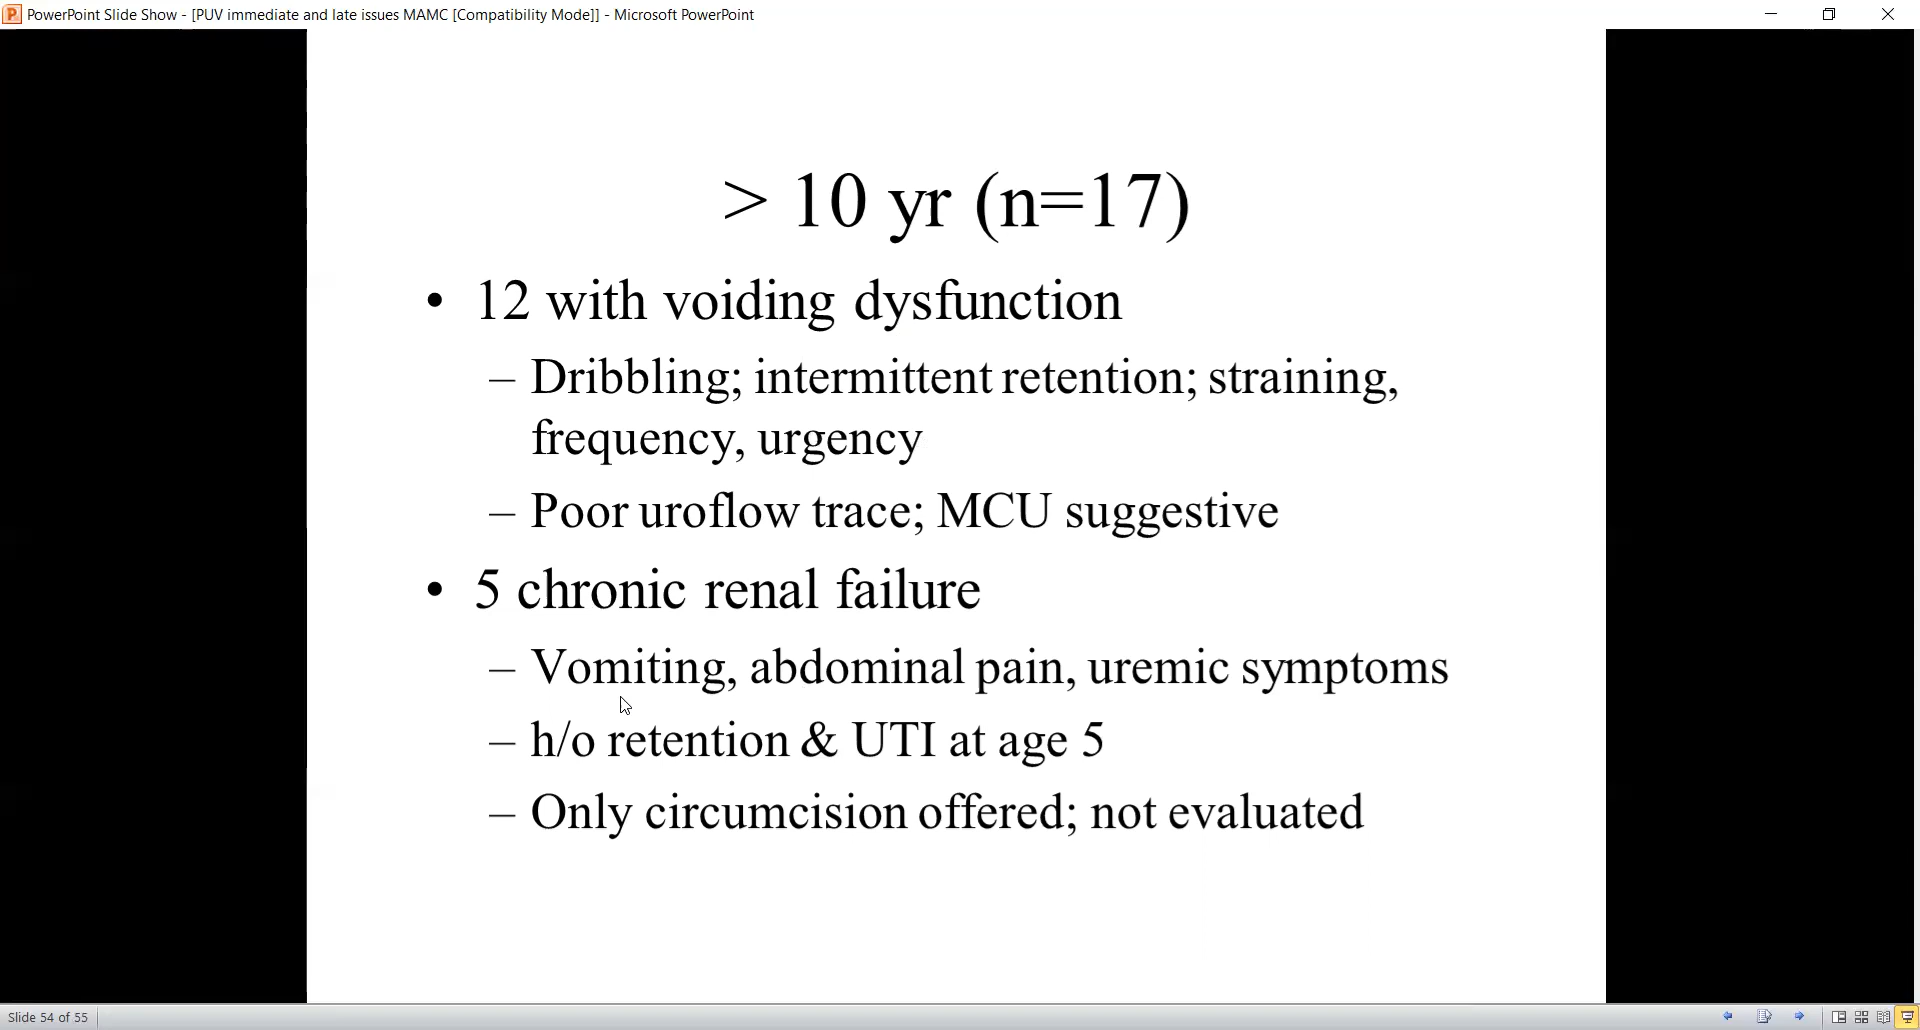 PowerPoint Slide Show - [PUV immediate and late issues MAMC [Compatibility Mode]] - Microsoft PowerPoint
> 10 yr (n=17)
• 12 with voiding dysfunction
– Dribbling; intermittent retention; straining,
frequency, urgency
– Poor uroflow trace; MCU suggestive
• 5 chronic renal failure
– Vomiting, abdominal pain, uremic symptoms
– h/o retention & UTI at age 5
– Only circumcision offered; not evaluated
Slide 54 of 55